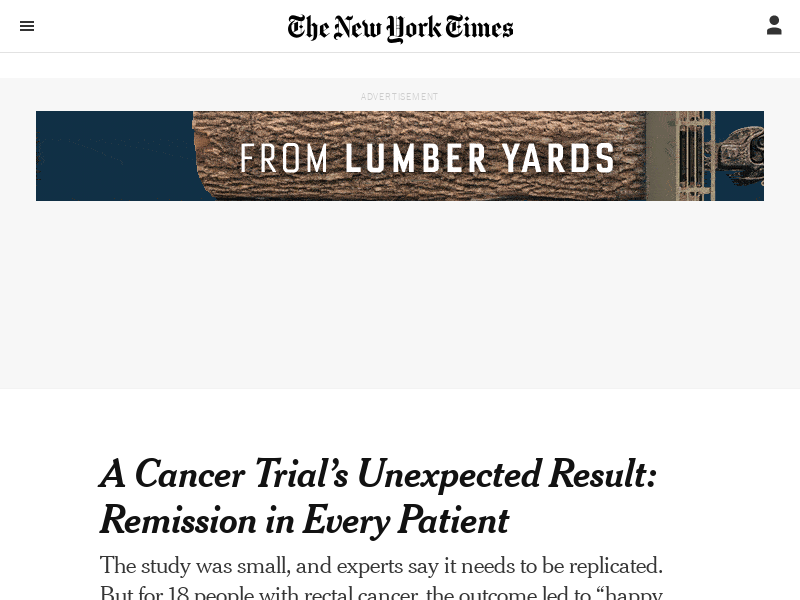 The New York Times
ADVERTISEMENT
FROM LUMBER YARDS
A Cancer Trial’s Unexpected Result:
Remission in Every Patient
The study was small, and experts say it needs to be replicated.
But for 18 people with rectal cancer, the outcome led to “happy